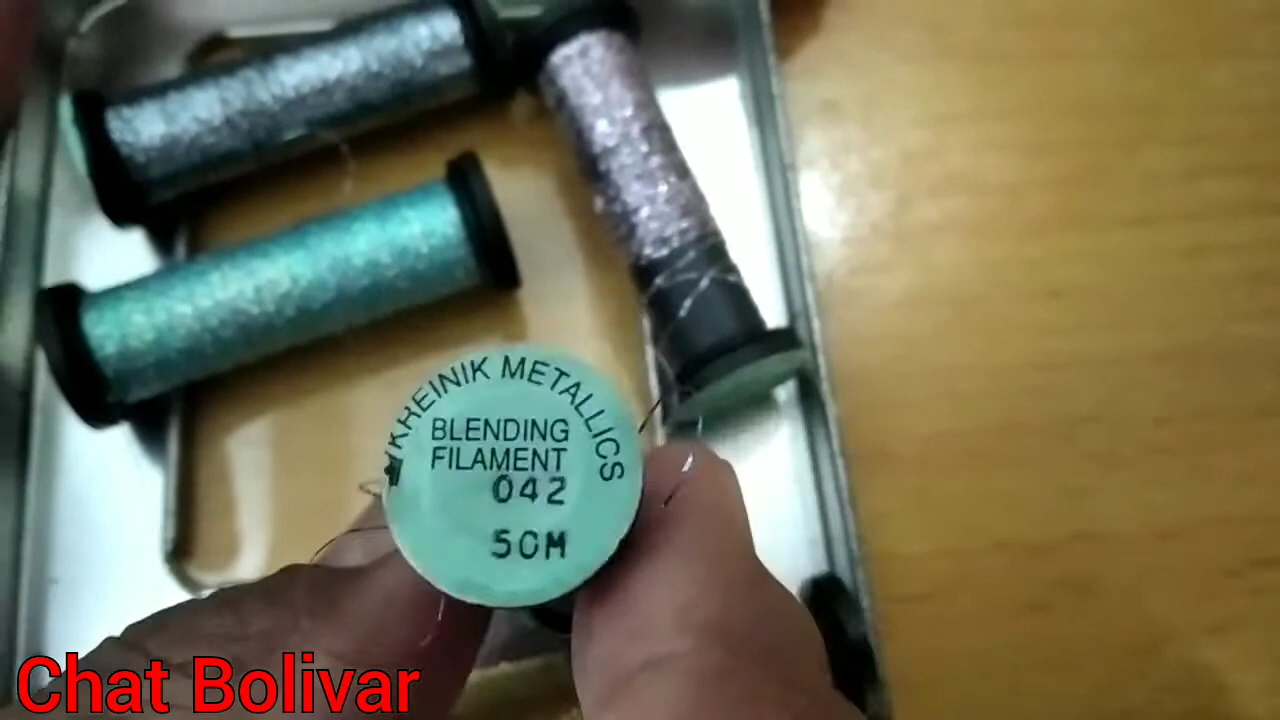 KREINIK METALLICS
BLENDING
FILAMENT
042
50M
Chat Bolivar